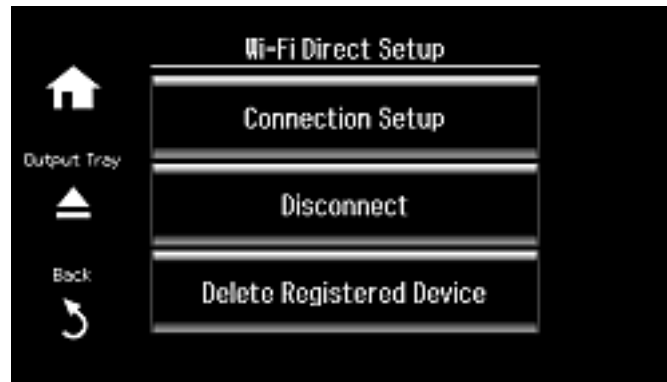 Wi-Fi Direct Setup
Connection Setup
Output Tray
Disconnect
Back
Delete Registered Device